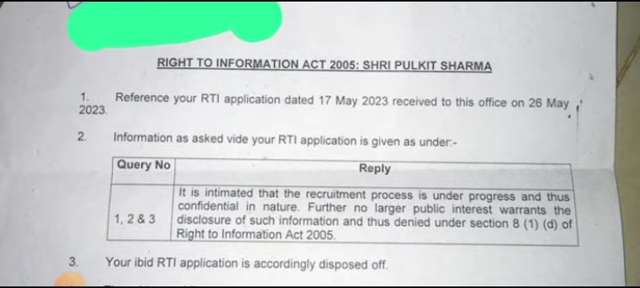 RIGHT TO INFORMATION ACT 2005: SHRI PULKIT SHARMA
1. Reference your RTI application dated 17 May 2023 received to this office on 26 May
2023.
2. Information as asked vide your RTI application is given as under:-
Query No Reply
It is intimated that the recruitment process is under progress and thus
confidential in nature. Further no larger public interest warrants the
1, 2 & 3 disclosure of such information and thus denied under section 8 (1) (d) of
Right to Information Act 2005.
3. Your ibid RTI application is accordingly disposed off.